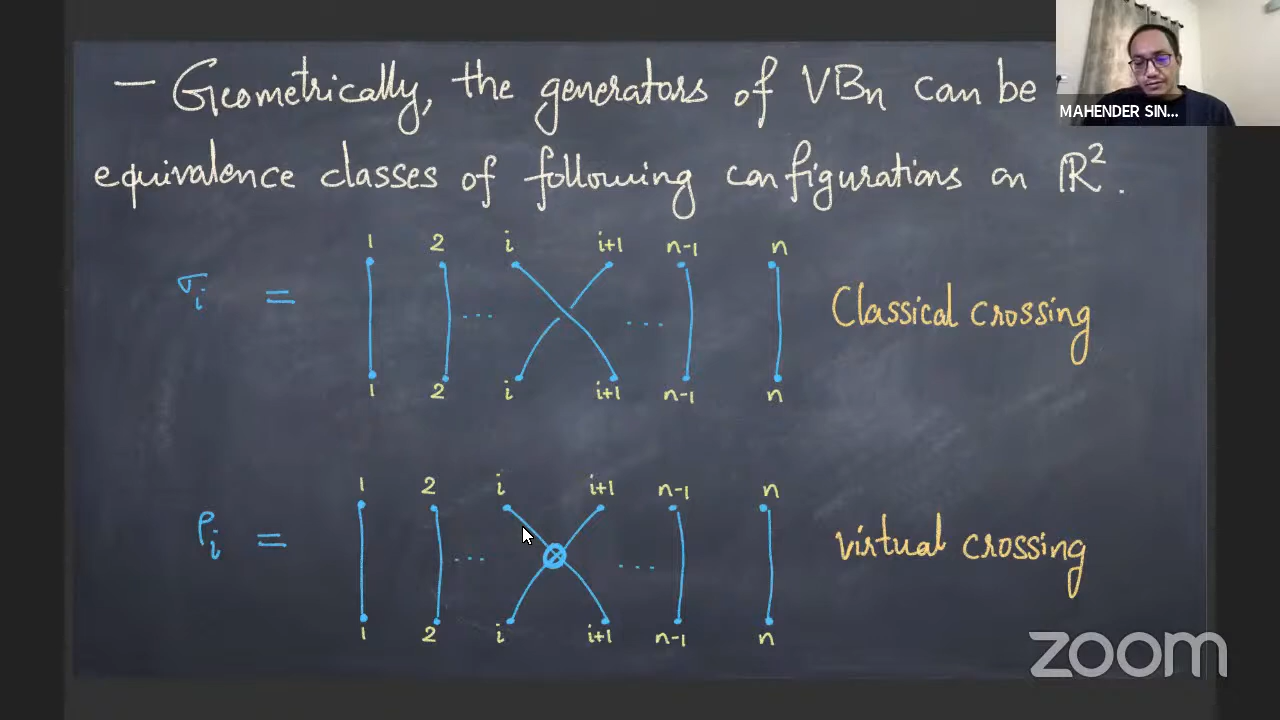 — Geometrically, the generators of VBn can be
equivalence classes of following configurations on ℝ².
1 2 i i+1 n-1 n
σi = ... .... Classical crossing
1 2 i i+1 n-1 n
1 2 i i+1 n-1 n
ρi = ... .... virtual crossing
1 2 i i+1 n-1 n
MAHENDER SIN...
zoom